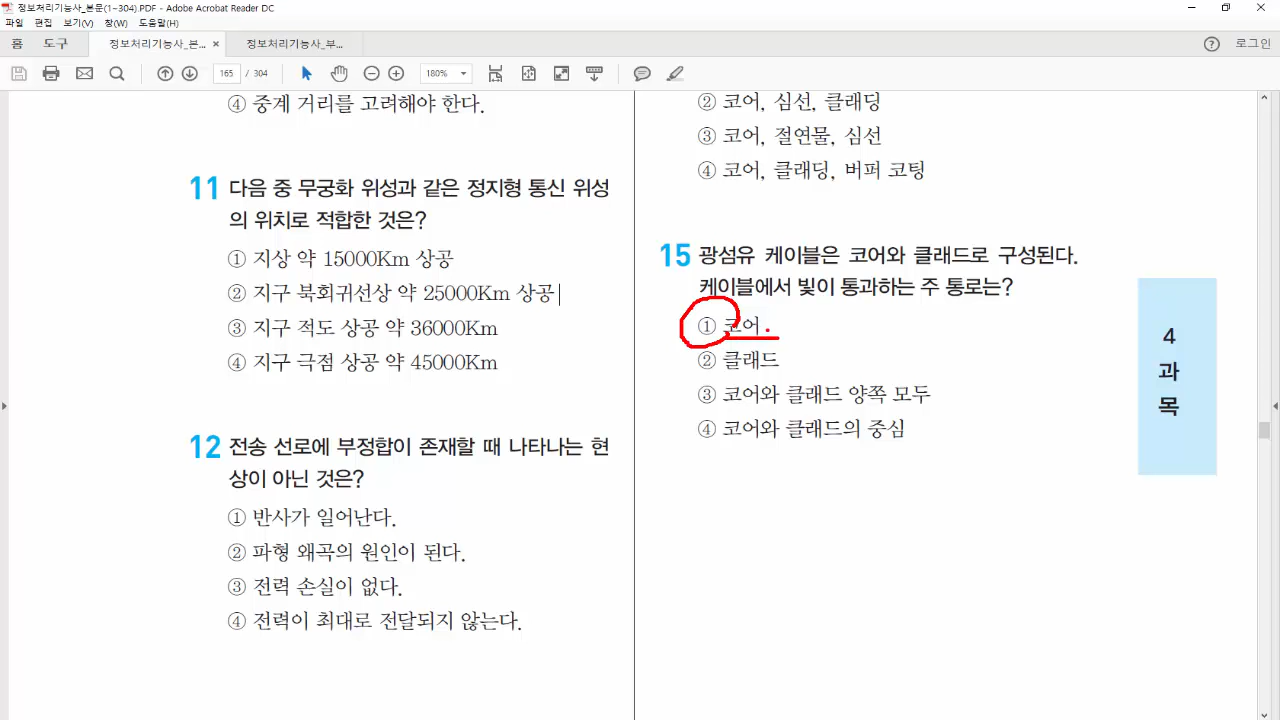 정보처리기능사_본문(1~304).PDF - Adobe Acrobat Reader DC
파일 편집 보기(V) 창(W) 도움말(H)
홈 도구 정보처리기능사_본... × 정보처리기능사_부... ? 로그인
165 / 304 180%
④ 중계 거리를 고려해야 한다.
11 다음 중 무궁화 위성과 같은 정지형 통신 위성
의 위치로 적합한 것은?
① 지상 약 15000Km 상공
② 지구 북회귀선상 약 25000Km 상공
③ 지구 적도 상공 약 36000Km
④ 지구 극점 상공 약 45000Km
12 전송 선로에 부정합이 존재할 때 나타나는 현
상이 아닌 것은?
① 반사가 일어난다.
② 파형 왜곡의 원인이 된다.
③ 전력 손실이 없다.
④ 전력이 최대로 전달되지 않는다.
② 코어, 심선, 클래딩
③ 코어, 절연물, 심선
④ 코어, 클래딩, 버퍼 코팅
15 광섬유 케이블은 코어와 클래드로 구성된다.
케이블에서 빛이 통과하는 주 통로는?
① 코어
② 클래드
③ 코어와 클래드 양쪽 모두
④ 코어와 클래드의 중심
4
과
목